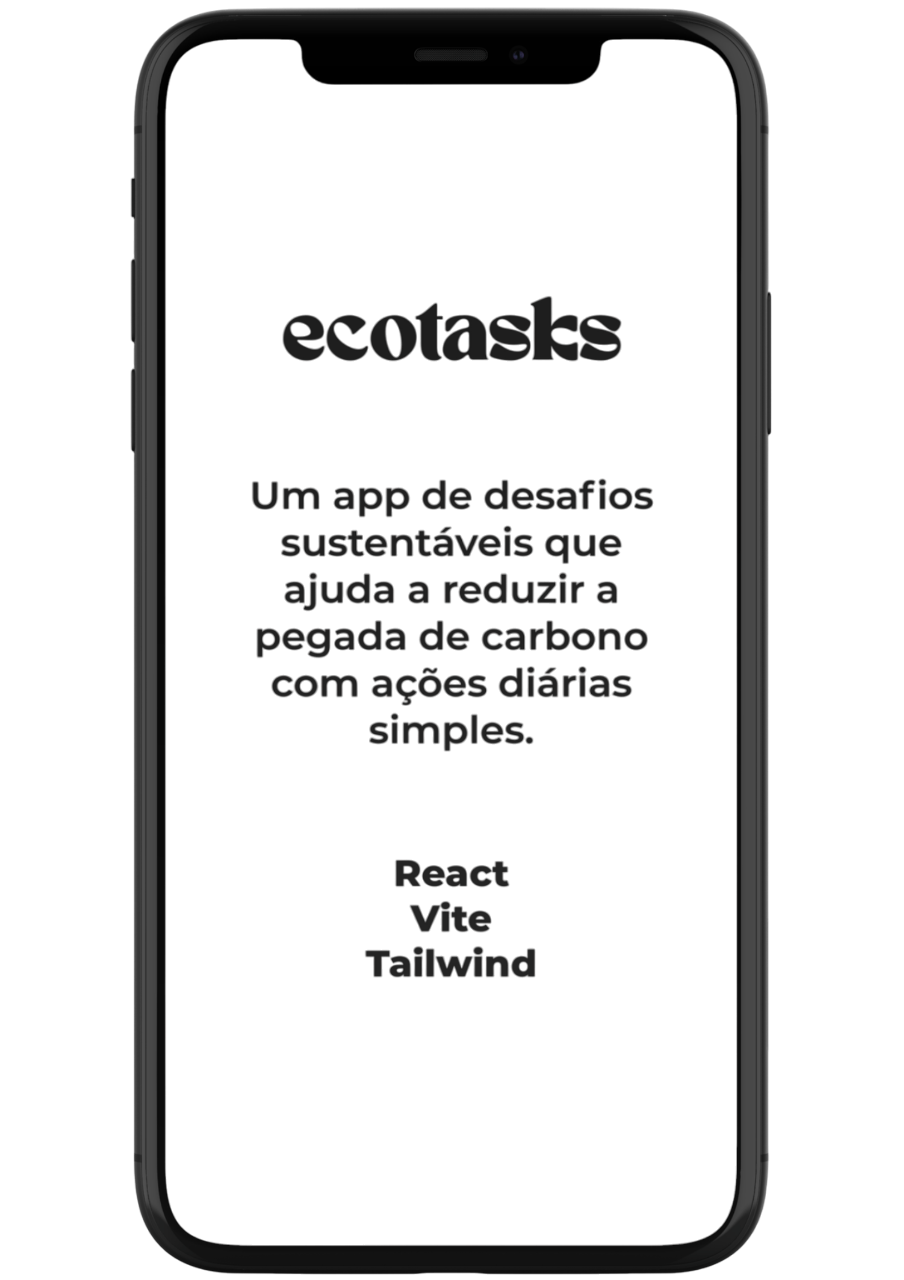 ecotasks
Um app de desafios
sustentáveis que
ajuda a reduzir a
pegada de carbono
com ações diárias
simples.
React
Vite
Tailwind